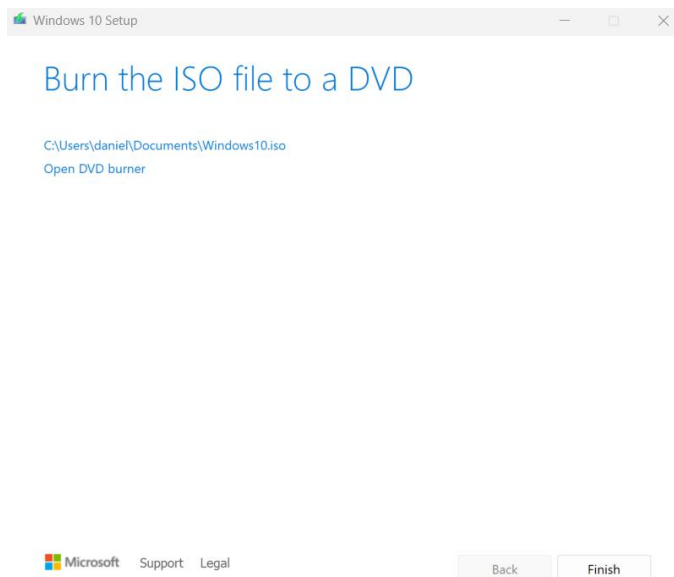 Windows 10 Setup
Burn the ISO file to a DVD
C:\Users\daniel\Documents\Windows10.iso
Open DVD burner
Microsoft Support Legal
Back Finish